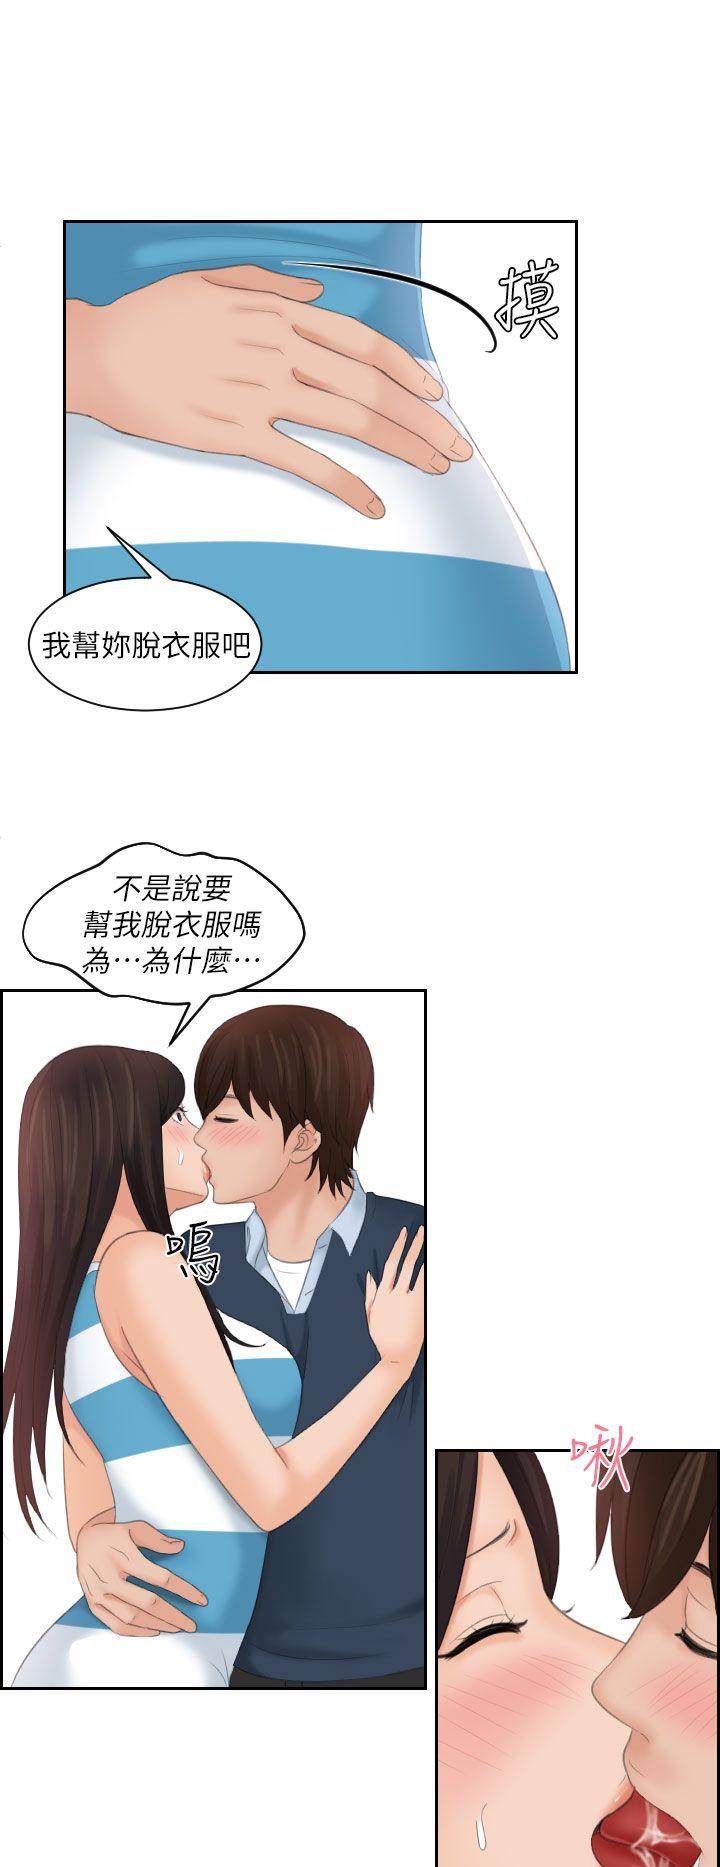 摸
我幫妳脫衣服吧
不是說要
幫我脫衣服嗎
為…為什麼…
嗚
啾